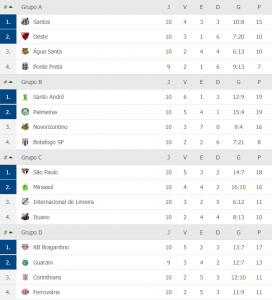 # Grupo A J V E D G P
1. Santos 10 4 3 3 10:8 15
2. Oeste 10 3 1 6 7:20 10
3. Água Santa 10 2 4 4 6:13 10
4. Ponte Preta 9 2 1 6 9:13 7
# Grupo B J V E D G P
1. Santo André 10 6 1 3 12:9 19
2. Palmeiras 10 5 4 1 15:4 19
3. Novorizontino 10 3 7 0 9:4 16
4. Botafogo SP 10 2 2 6 7:21 8
# Grupo C J V E D G P
1. São Paulo 10 5 3 2 14:7 18
2. Mirassol 10 4 4 2 16:10 16
3. Internacional de Limeira 10 3 2 5 6:12 11
4. Ituano 10 2 4 4 8:13 10
# Grupo D J V E D G P
1. RB Bragantino 10 5 2 3 13:7 17
2. Guarani 9 3 4 2 12:7 13
3. Corinthians 10 2 5 3 12:10 11
4. Ferroviária 10 2 5 3 11:9 11